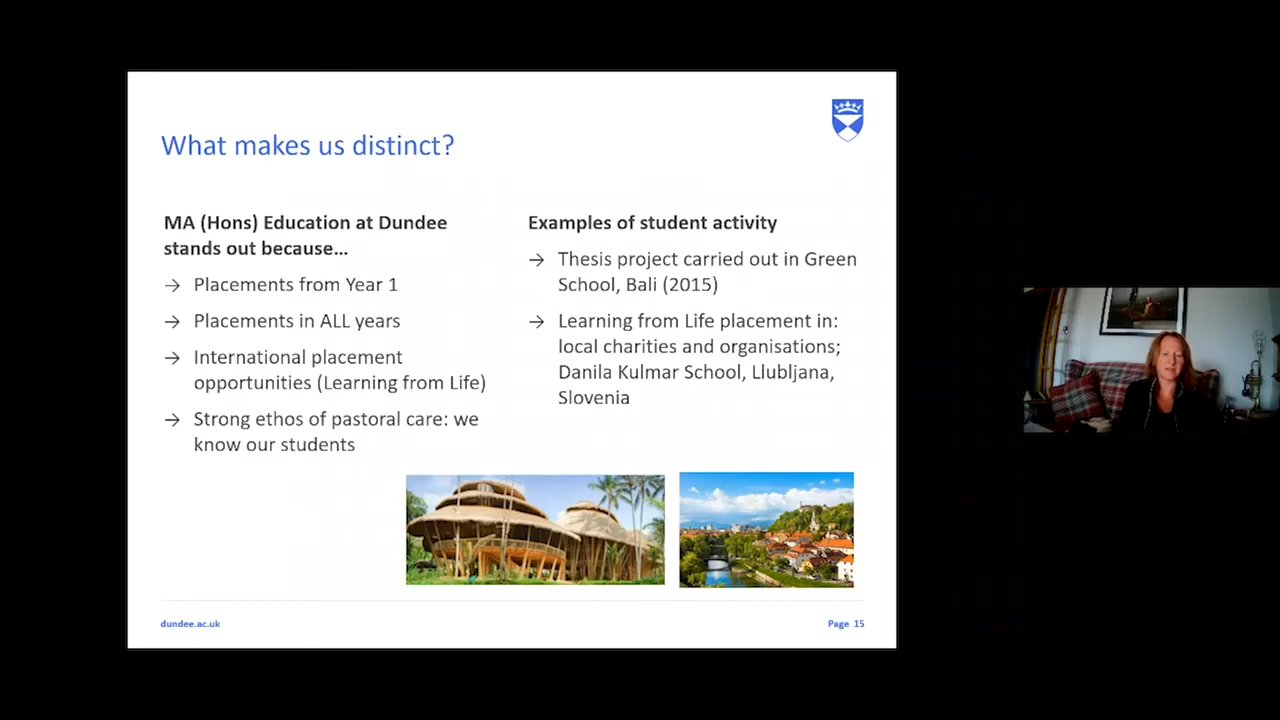 What makes us distinct?
MA (Hons) Education at Dundee
stands out because…
→ Placements from Year 1
→ Placements in ALL years
→ International placement
opportunities (Learning from Life)
→ Strong ethos of pastoral care: we
know our students
Examples of student activity
→ Thesis project carried out in Green
School, Bali (2015)
→ Learning from Life placement in:
local charities and organisations;
Danila Kulmar School, Llubljana,
Slovenia
dundee.ac.uk
Page 15